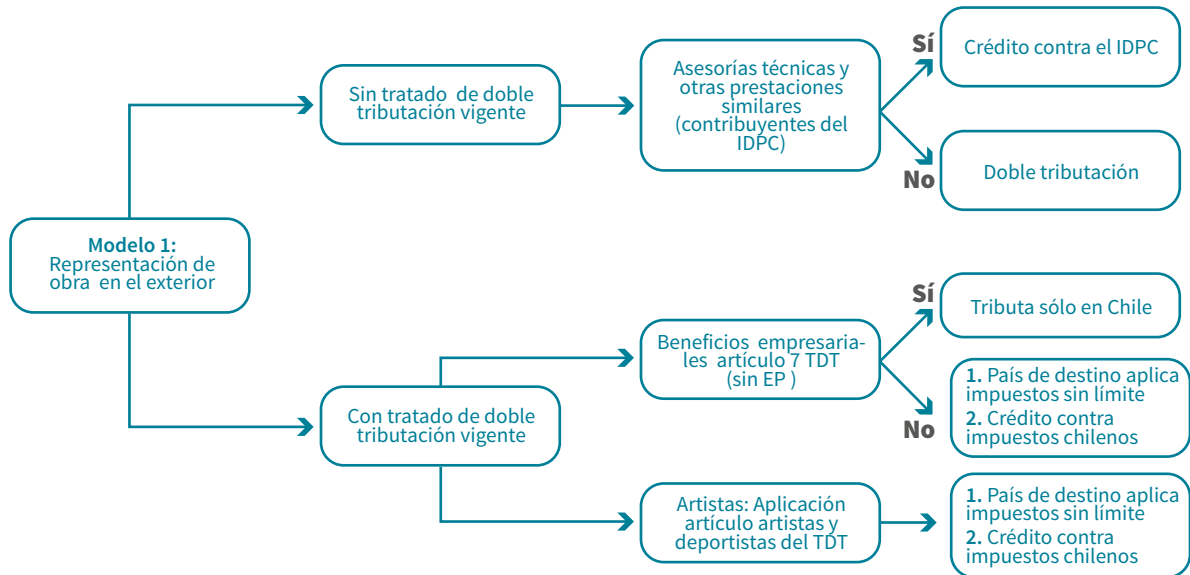 Modelo 1:
Representación de
obra en el exterior
Sin tratado de doble
tributación vigente
Asesorías técnicas y
otras prestaciones
similares
(contribuyentes del
IDPC)
Sí
Crédito contra el IDPC
No
Doble tributación
Con tratado de doble
tributación vigente
Beneficios empresaria-
les artículo 7 TDT
(sin EP )
Sí
Tributa sólo en Chile
No
1. País de destino aplica
impuestos sin límite
2. Crédito contra
impuestos chilenos
Artistas: Aplicación
artículo artistas y
deportistas del TDT
1. País de destino aplica
impuestos sin límite
2. Crédito contra
impuestos chilenos